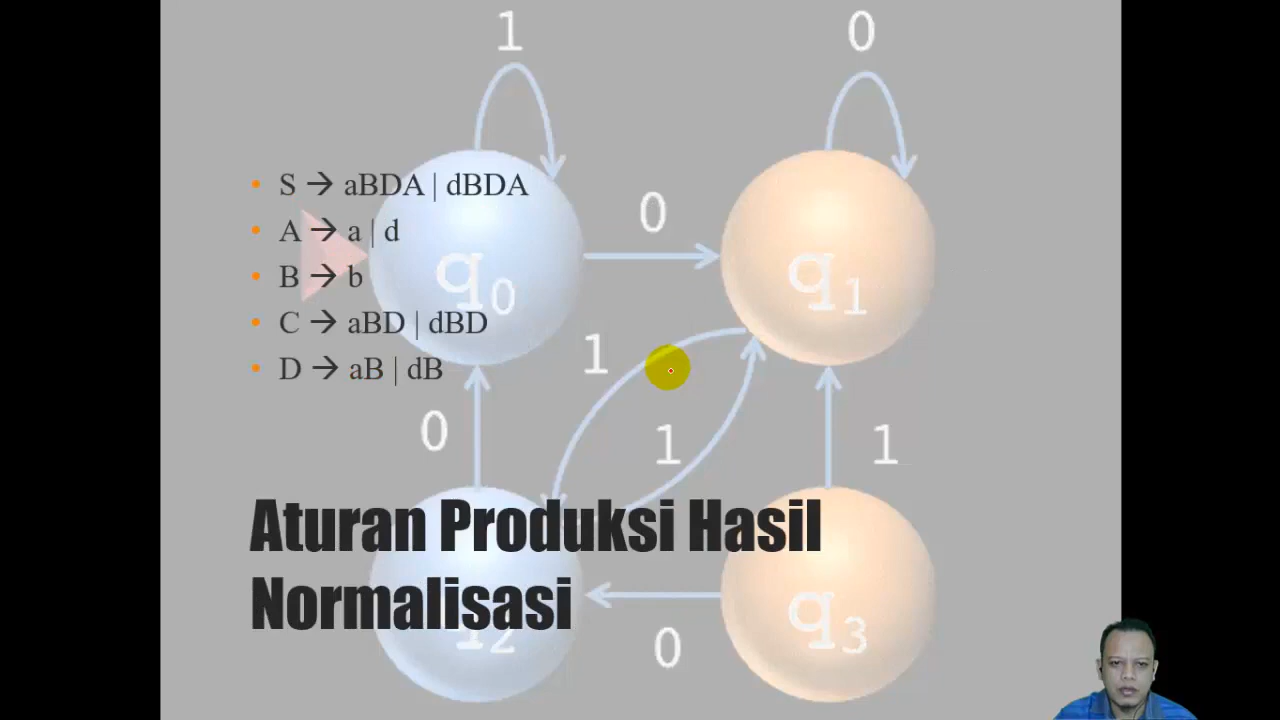 1
0
• S → aBDA | dBDA
0
• A → a | d
• B → b
q0
q1
• C → aBD | dBD
1
• D → aB | dB
0
1
1
Aturan Produksi Hasil
Normalisasi
q2
q3
0